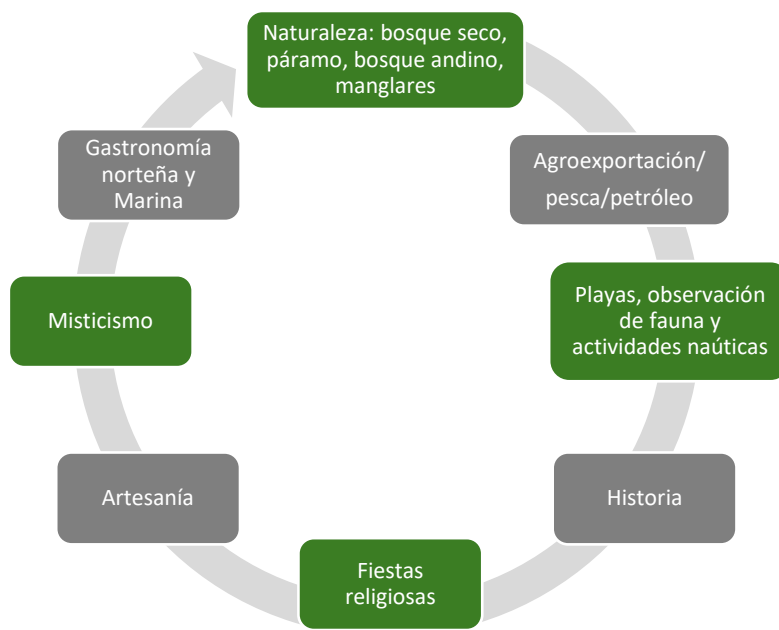 Naturaleza: bosque seco,
páramo, bosque andino,
manglares
Agroexportación/
pesca/petróleo
Playas, observación
de fauna y
actividades naúticas
Historia
Fiestas
religiosas
Artesanía
Misticismo
Gastronomía
norteña y
Marina